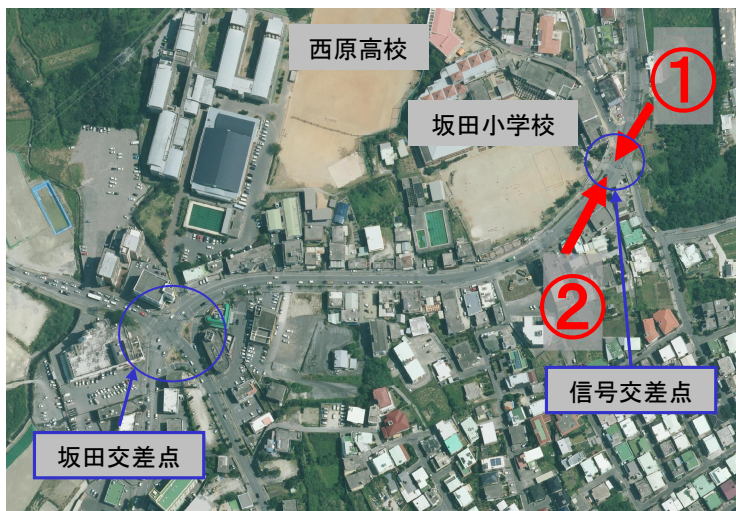 西原高校
坂田小学校
①
②
信号交差点
坂田交差点